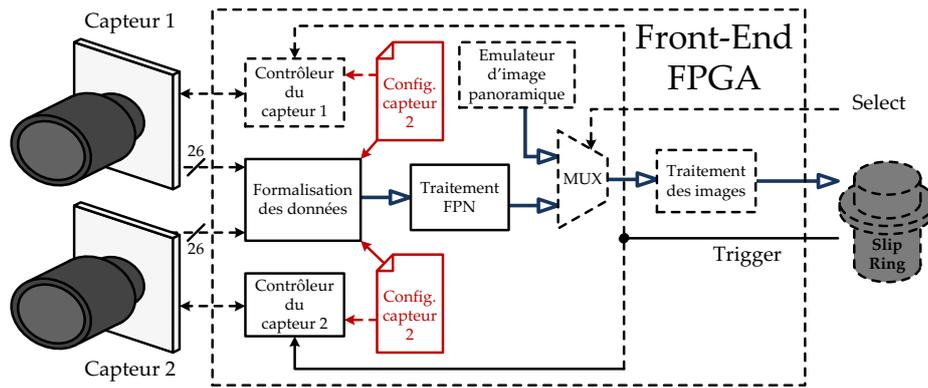 Capteur 1
Front-End
FPGA
Contrôleur
du
capteur 1
Config.
capteur
2
Emulateur
d'image
panoramique
Select
26
Formalisation
des données
Traitement
FPN
MUX
Traitement
des images
26
Trigger
Slip
Ring
Contrôleur
du
capteur 2
Config.
capteur
2
Capteur 2